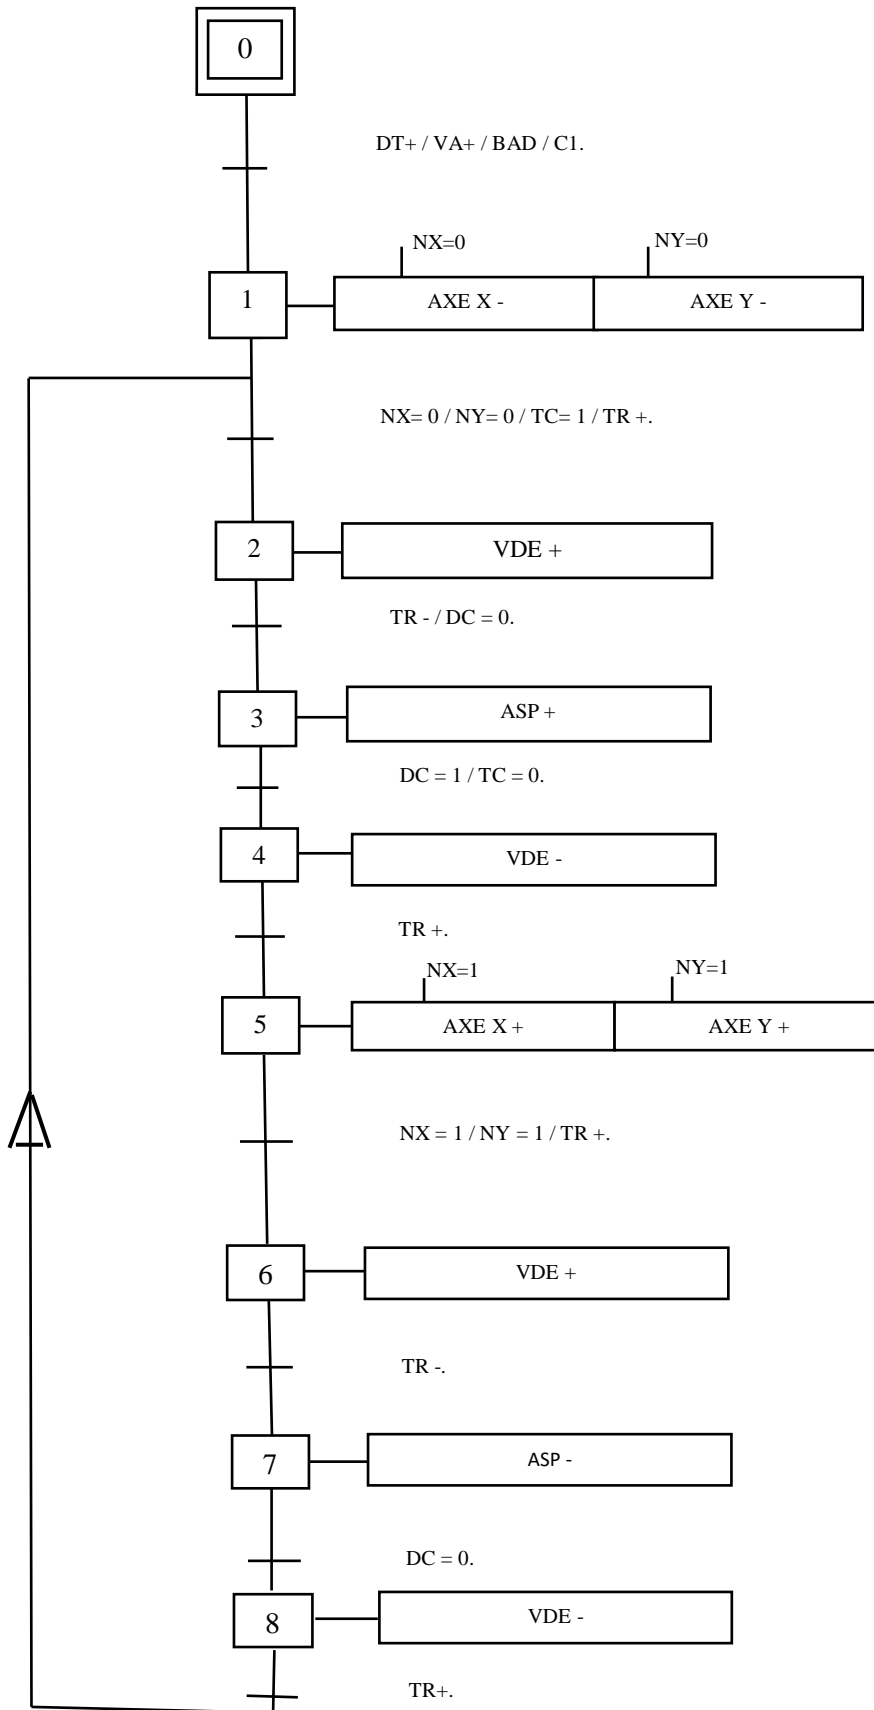 0
DT+ / VA+ / BAD / C1.
NX=0 NY=0
1 AXE X - AXE Y -
NX= 0 / NY= 0 / TC= 1 / TR +.
2 VDE +
TR - / DC = 0.
3 ASP +
DC = 1 / TC = 0.
4 VDE -
TR +.
NX=1 NY=1
5 AXE X + AXE Y +
NX = 1 / NY = 1 / TR +.
6 VDE +
TR -.
7 ASP -
DC = 0.
8 VDE -
TR+.